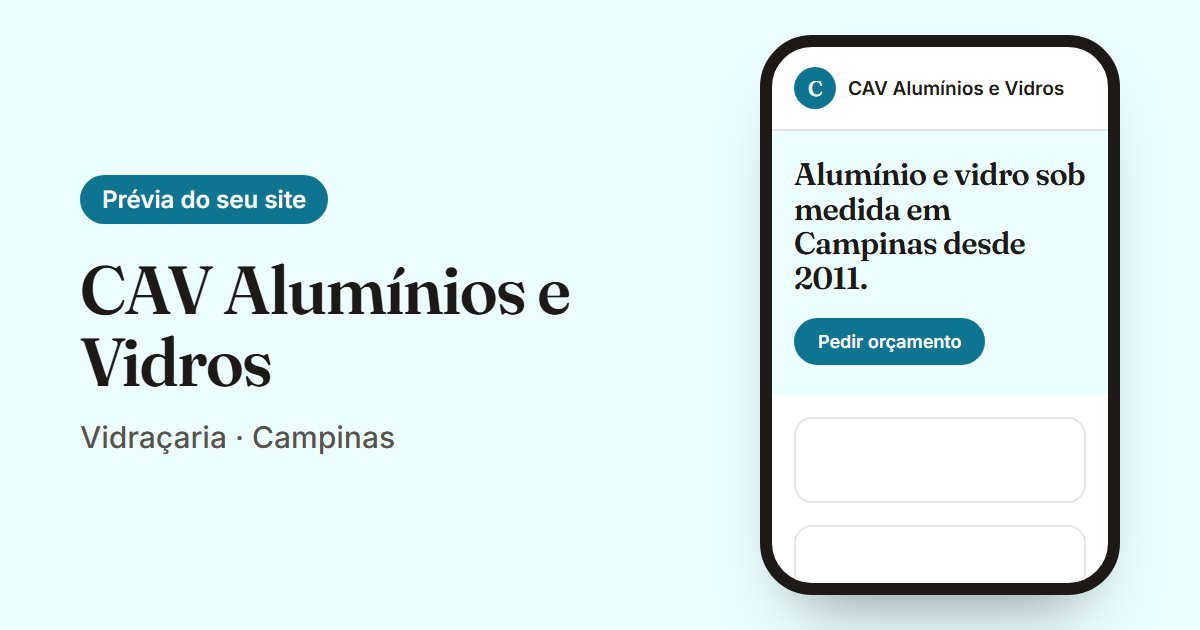 Prévia do seu site
CAV Alumínios e
Vidros
Vidraçaria · Campinas
C
CAV Alumínios e Vidros
Alumínio e vidro sob
medida em
Campinas desde
2011.
Pedir orçamento